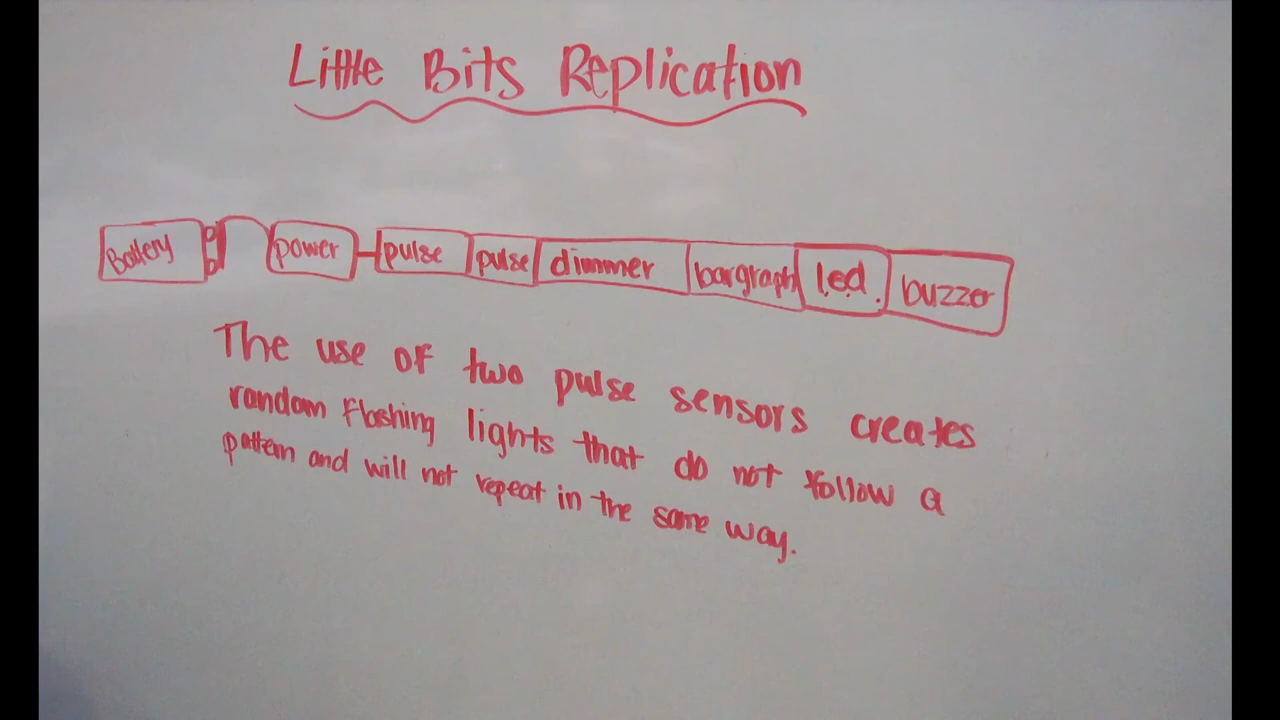 Little Bits Replication
Battery power pulse pulse dimmer bargraph l.e.d. buzzer
The use of two pulse sensors creates
random flashing lights that do not follow a
pattern and will not repeat in the same way.